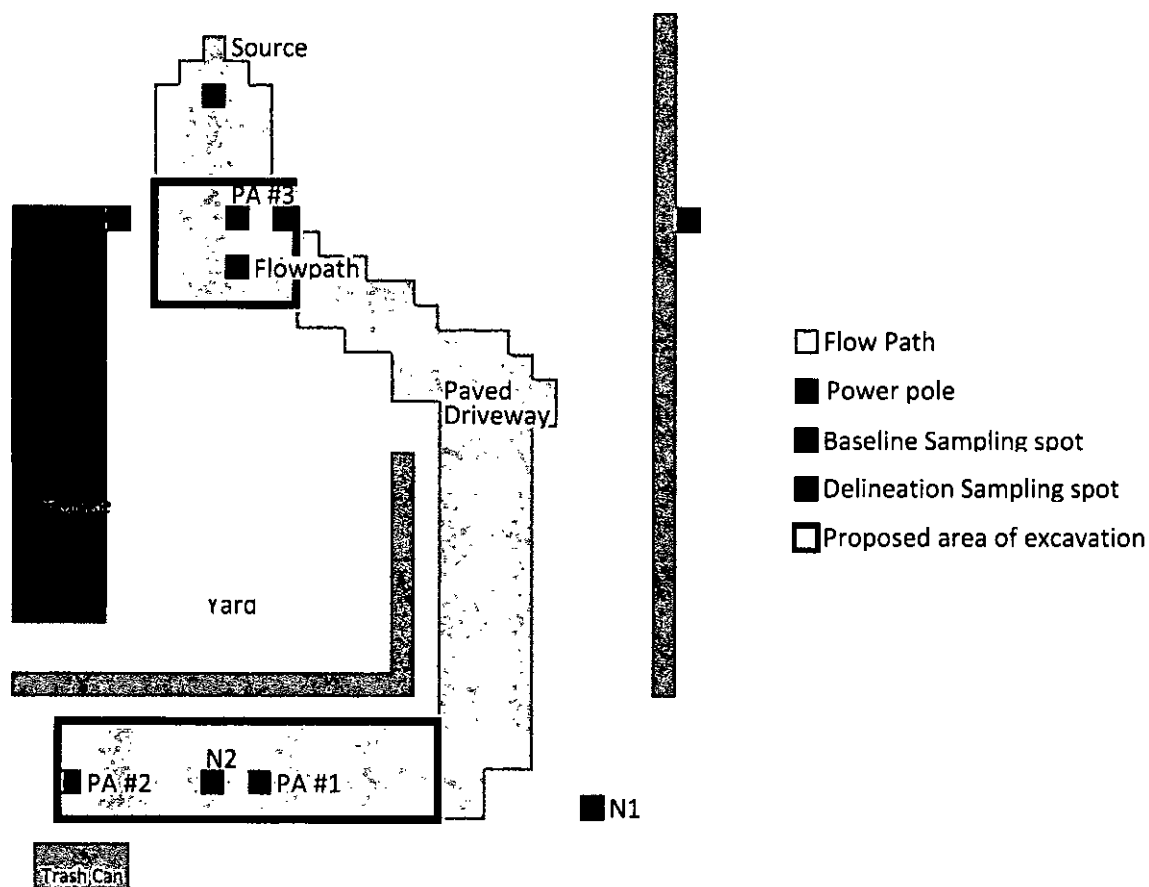 Source
PA #3
Flowpath
Flow Path
Power pole
Paved
Driveway
Baseline Sampling spot
Delineation Sampling spot
Proposed area of excavation
Yard
N2
PA #2
PA #1
N1
Trash Can